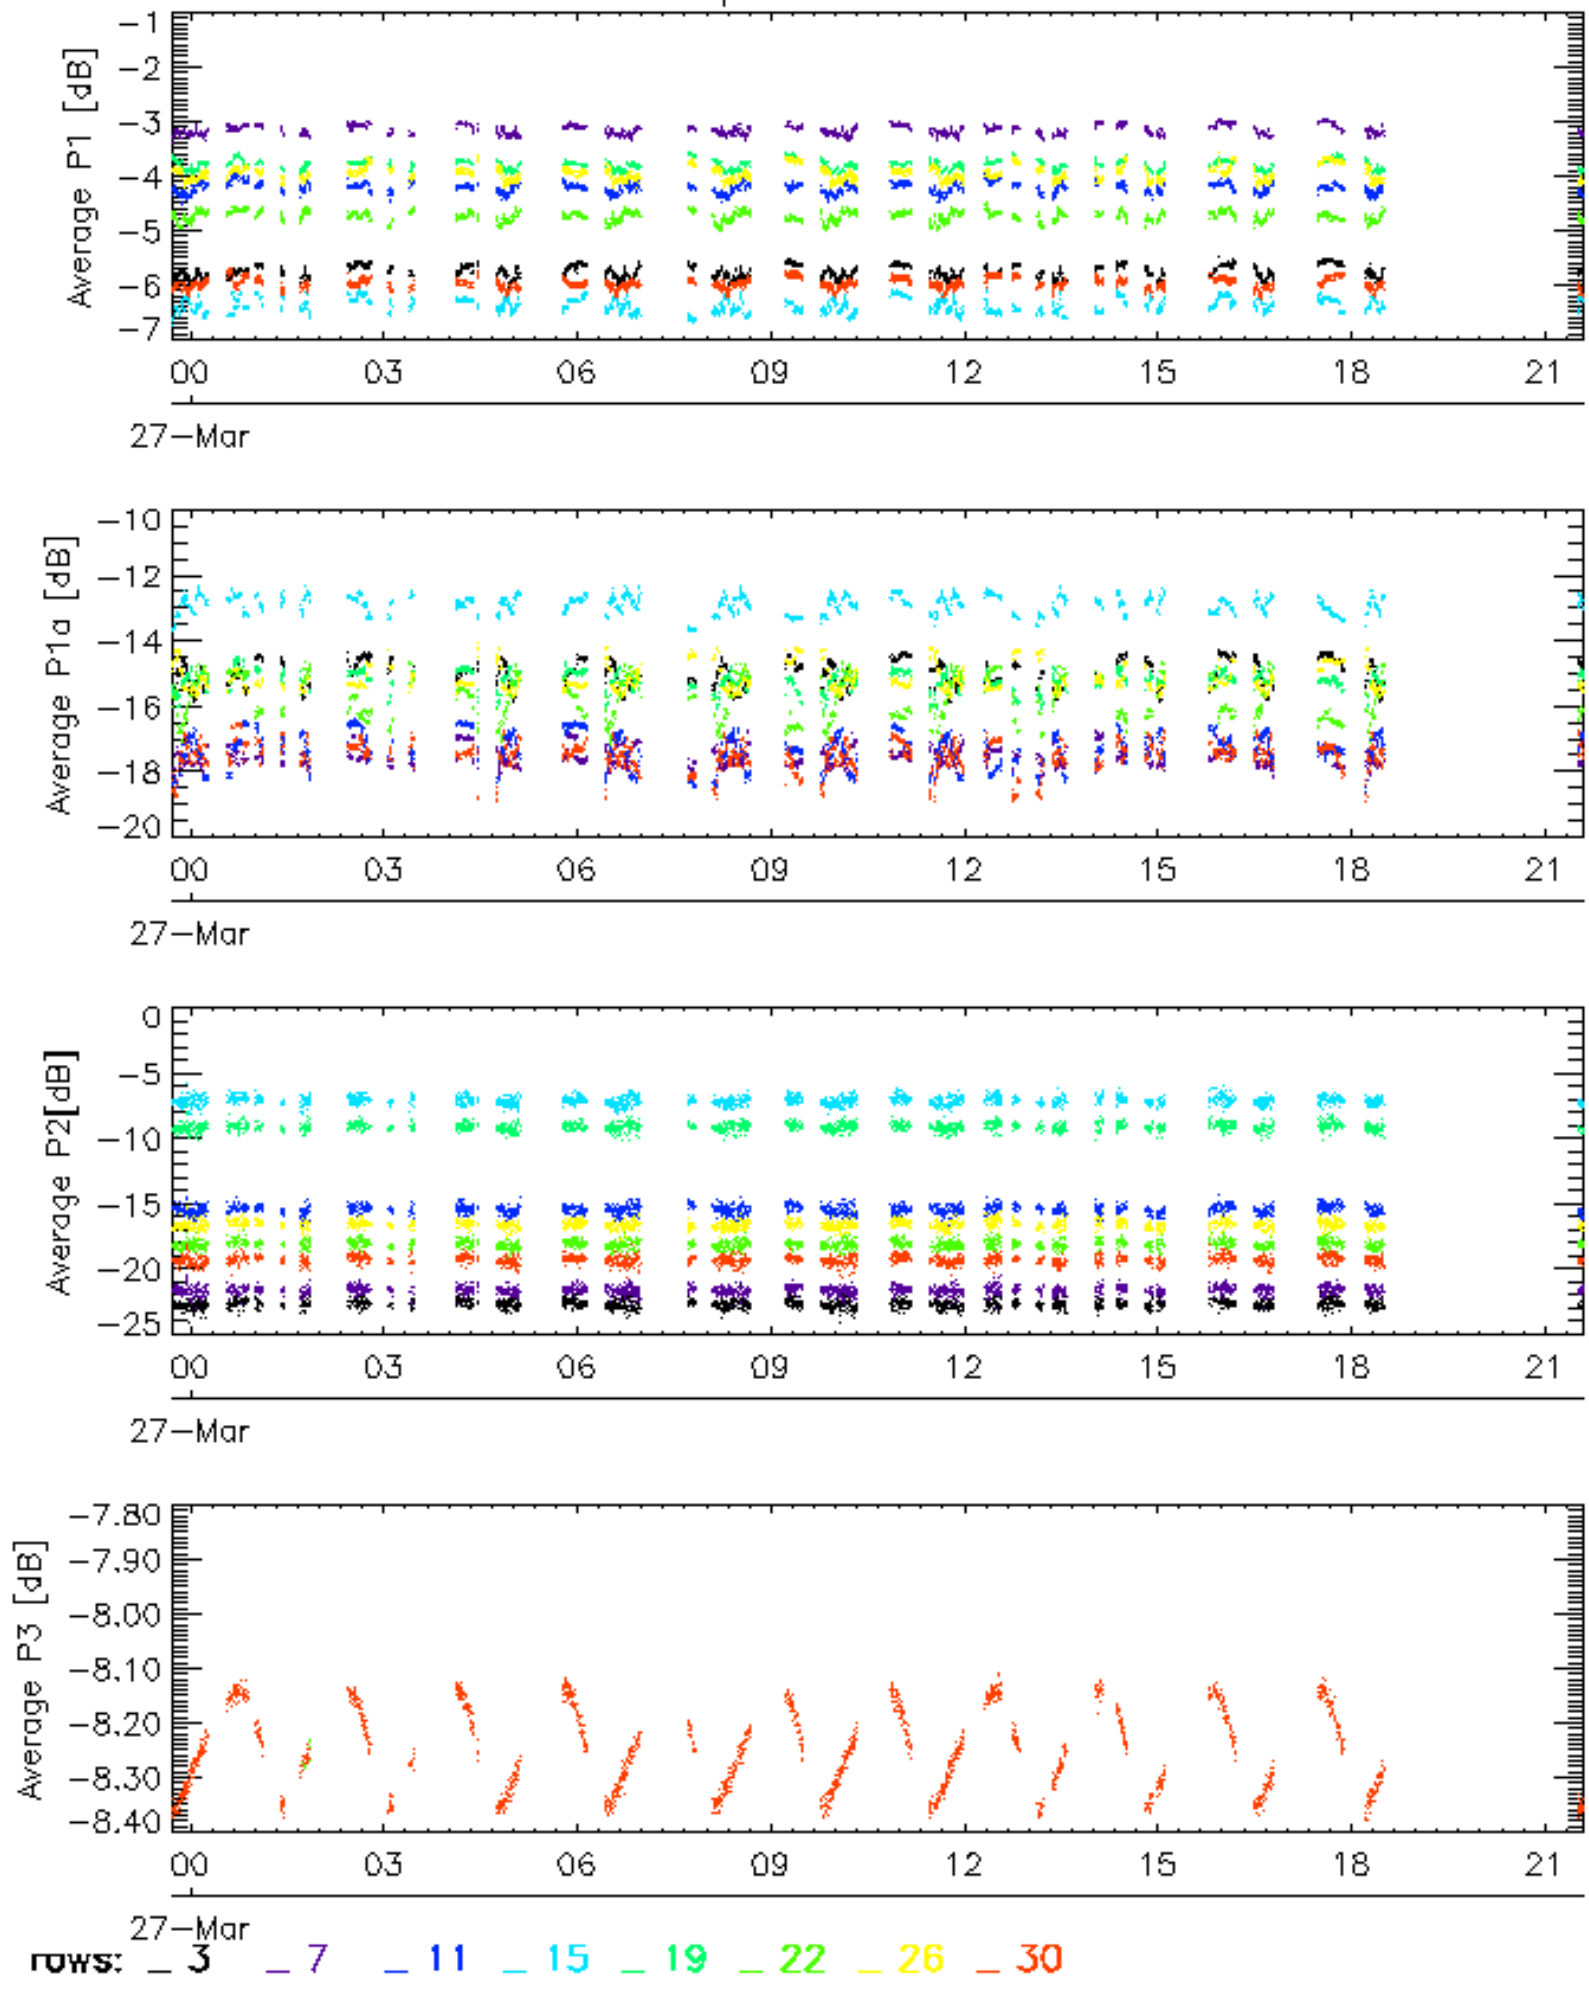 Average P1 [dB]
-1
-2
-3
-4
-5
-6
-7
00 03 06 09 12 15 18 21
27-Mar
Average P1a [dB]
-10
-12
-14
-16
-18
-20
00 03 06 09 12 15 18 21
27-Mar
Average P2[dB]
0
-5
-10
-15
-20
-25
00 03 06 09 12 15 18 21
27-Mar
Average P3 [dB]
-7.80
-7.90
-8.00
-8.10
-8.20
-8.30
-8.40
00 03 06 09 12 15 18 21
27-Mar
rows: _ 3 _ 7 _ 11 _ 15 _ 19 _ 22 _ 26 _ 30